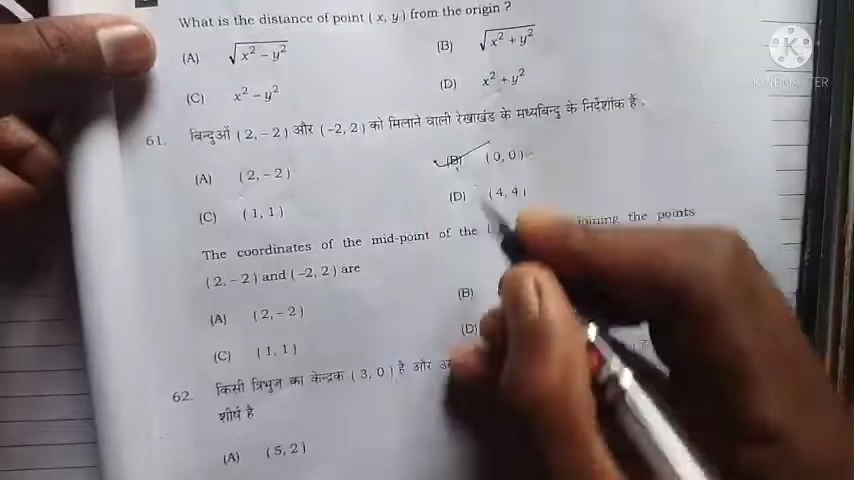 What is the distance of point ( x, y ) from the origin ?
(A) √x² − y² (B) √x² + y²
(C) x² − y² (D) x² + y²
61. बिन्दुओं ( 2, − 2 ) और ( −2, 2 ) को मिलाने वाली रेखाखंड के मध्यबिन्दु के निर्देशांक हैं .
(A) ( 2, − 2 ) (B) ( 0, 0 )
(C) ( 1, 1 ) (D) ( 4, 4 )
The coordinates of the mid-point of the joining the points
( 2, − 2 ) and ( −2, 2 ) are
(A) ( 2, − 2 ) (B)
(C) ( 1, 1 ) (D)
62. किसी त्रिभुज का केन्द्रक ( 3, 0 ) है और
शीर्ष है
(A) ( 5, 2 )
KINEMASTER